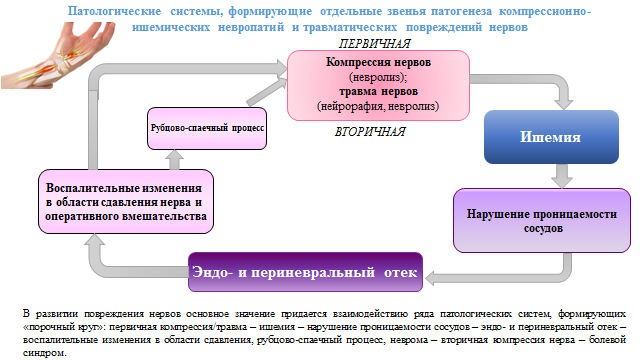 Патологические системы, формирующие отдельные звенья патогенеза компрессионно-
ишемических невропатий и травматических повреждений нервов
ПЕРВИЧНАЯ
Компрессия нервов
(невролиз);
травма нервов
(нейрорафия, невролиз)
ВТОРИЧНАЯ
Ишемия
Нарушение проницаемости
сосудов
Эндо- и периневральный отек
Воспалительные изменения
в области сдавления нерва и
оперативного вмешательства
Рубцово-спаечный процесс
В развитии повреждения нервов основное значение придается взаимодействию ряда патологических систем, формирующих
«порочный круг»: первичная компрессия/травма – ишемия – нарушение проницаемости сосудов – эндо- и периневральный отек –
воспалительные изменения в области сдавления, рубцово-спаечный процесс, неврома – вторичная компрессия нерва – болевой
синдром.